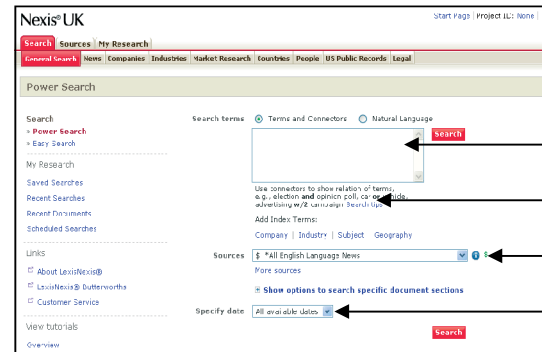 Nexis® UK
Start Page | Project ID: None |
Search Sources My Research
General Search News Companies Industries Market Research Countries People US Public Records Legal
Power Search
Search
» Power Search
» Easy Search
My Research
Saved Searches
Recent Searches
Recent Documents
Scheduled Searches
Links
About LexisNexis®
LexisNexis® Butterworths
Customer Service
View tutorials
Overview
Search terms Terms and Connectors Natural Language
Search
Use connectors to show relation of terms,
e.g., election and opinion poll, car or
advertising w/2 campaign Search tips
Add Index Terms:
Company | Industry | Subject Geography
Sources $ *All English Language News $
More sources
Show options to search specific document sections
Specify date All available dates
Search